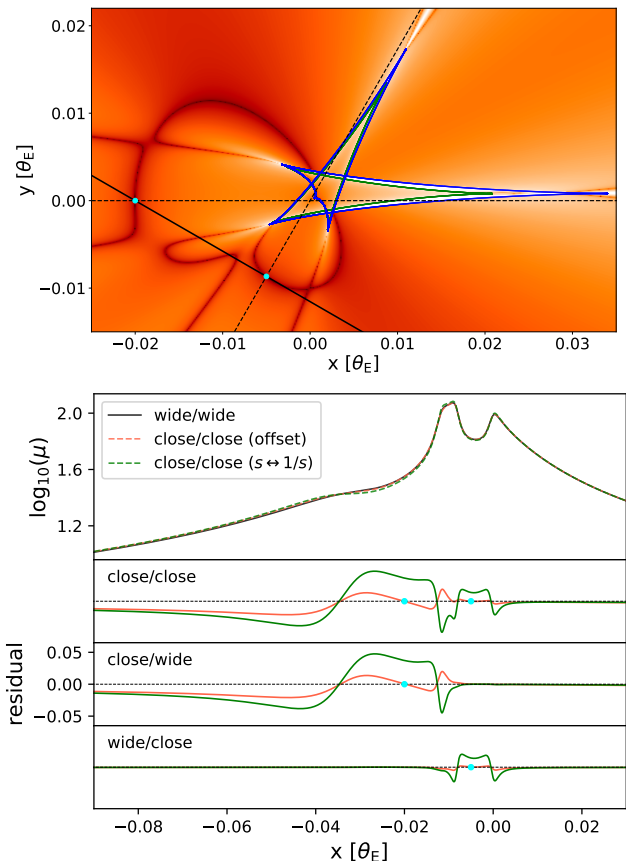 0.02
0.01
0.00
−0.01
y [θ_E]
−0.02 −0.01 0.00 0.01 0.02 0.03
x [θ_E]
2.0
1.6
1.2
log₁₀(μ)
wide/wide
close/close (offset)
close/close (s↔1/s)
close/close
close/wide
0.05
0.00
−0.05
residual
wide/close
−0.08 −0.06 −0.04 −0.02 0.00
x [θ_E]